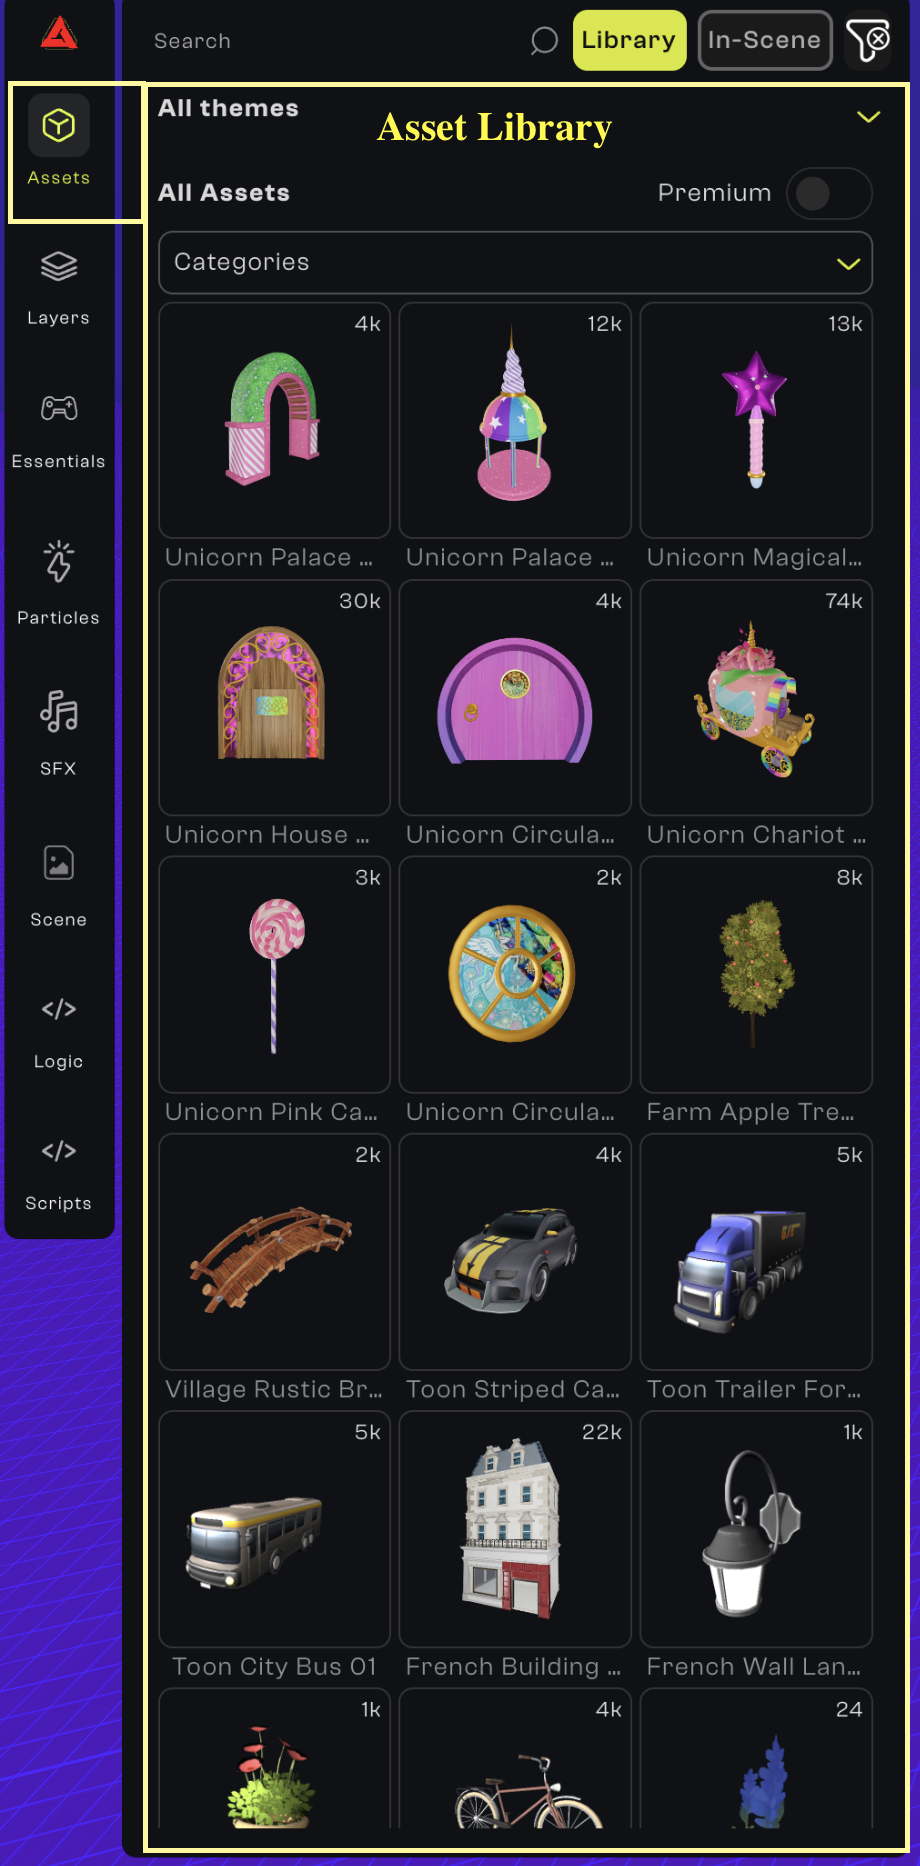 Search
Library
In-Scene
All themes
Asset Library
Assets
All Assets
Premium
Categories
Layers
Essentials
Particles
SFX
Scene
Logic
Scripts
4k
12k
13k
Unicorn Palace ...
Unicorn Palace ...
Unicorn Magical...
30k
4k
74k
Unicorn House ...
Unicorn Circula...
Unicorn Chariot ...
3k
2k
8k
Unicorn Pink Ca...
Unicorn Circula...
Farm Apple Tre...
2k
4k
5k
Village Rustic Br...
Toon Striped Ca...
Toon Trailer For...
5k
22k
1k
Toon City Bus 01
French Building ...
French Wall Lan...
1k
4k
24